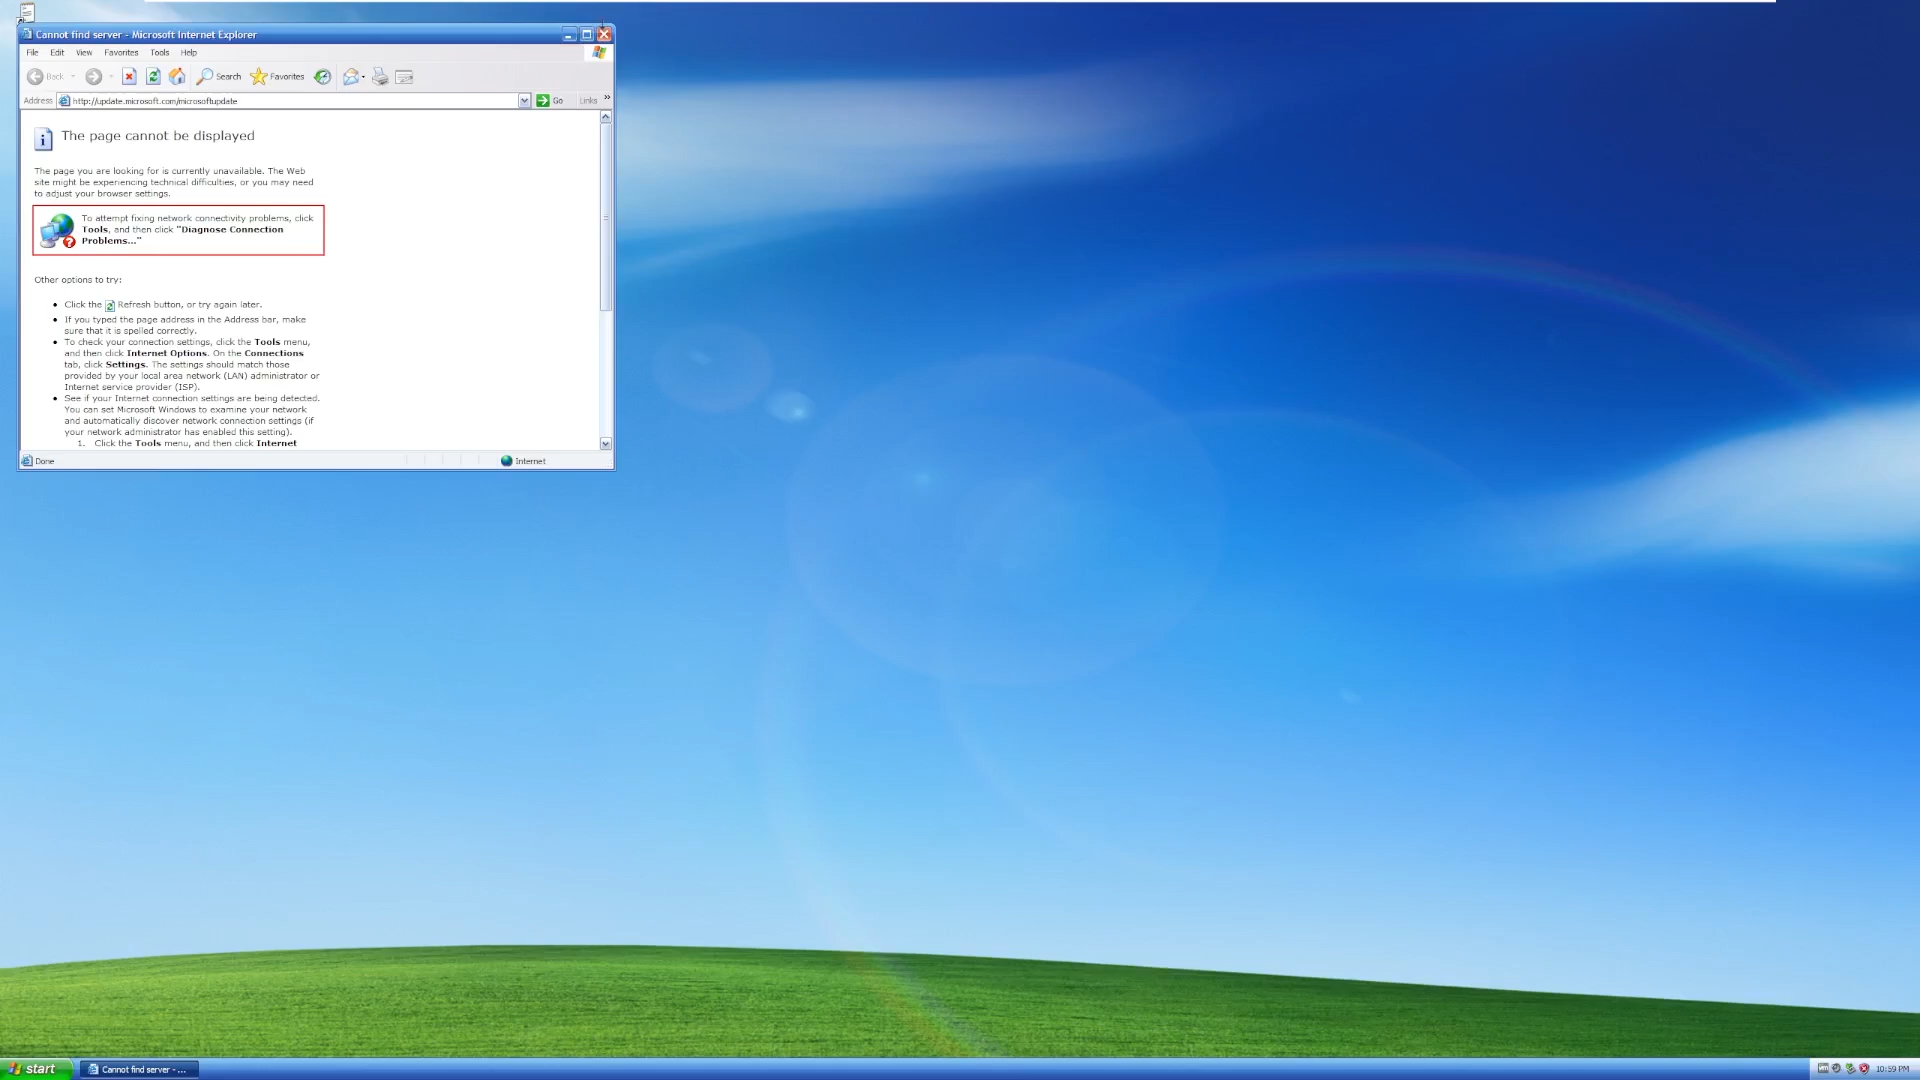 Cannot find server - Microsoft Internet Explorer
File Edit View Favorites Tools Help
Back Search Favorites
Address http://update.microsoft.com/microsoftupdate Go Links »
The page cannot be displayed
The page you are looking for is currently unavailable. The Web
site might be experiencing technical difficulties, or you may need
to adjust your browser settings.
To attempt fixing network connectivity problems, click
Tools, and then click "Diagnose Connection
Problems..."
Other options to try:
• Click the Refresh button, or try again later.
• If you typed the page address in the Address bar, make
sure that it is spelled correctly.
• To check your connection settings, click the Tools menu,
and then click Internet Options. On the Connections
tab, click Settings. The settings should match those
provided by your local area network (LAN) administrator or
Internet service provider (ISP).
• See if your Internet connection settings are being detected.
You can set Microsoft Windows to examine your network
and automatically discover network connection settings (if
your network administrator has enabled this setting).
1. Click the Tools menu, and then click Internet
Done Internet
start Cannot find server - ... 10:59 PM